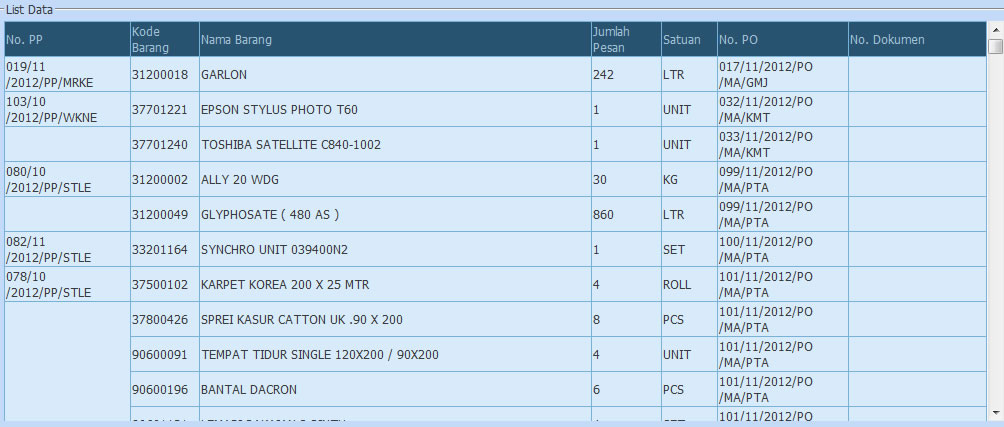 List Data
No. PP Kode Barang Nama Barang Jumlah Pesan Satuan No. PO No. Dokumen
019/11 /2012/PP/MRKE 31200018 GARLON 242 LTR 017/11/2012/PO /MA/GMJ
103/10 /2012/PP/WKNE 37701221 EPSON STYLUS PHOTO T60 1 UNIT 032/11/2012/PO /MA/KMT
37701240 TOSHIBA SATELLITE C840-1002 1 UNIT 033/11/2012/PO /MA/KMT
080/10 /2012/PP/STLE 31200002 ALLY 20 WDG 30 KG 099/11/2012/PO /MA/PTA
31200049 GLYPHOSATE ( 480 AS ) 860 LTR 099/11/2012/PO /MA/PTA
082/11 /2012/PP/STLE 33201164 SYNCHRO UNIT 039400N2 1 SET 100/11/2012/PO /MA/PTA
078/10 /2012/PP/STLE 37500102 KARPET KOREA 200 X 25 MTR 4 ROLL 101/11/2012/PO /MA/PTA
37800426 SPREI KASUR CATTON UK .90 X 200 8 PCS 101/11/2012/PO /MA/PTA
90600091 TEMPAT TIDUR SINGLE 120X200 / 90X200 4 UNIT 101/11/2012/PO /MA/PTA
90600196 BANTAL DACRON 6 PCS 101/11/2012/PO /MA/PTA
101/11/2012/PO